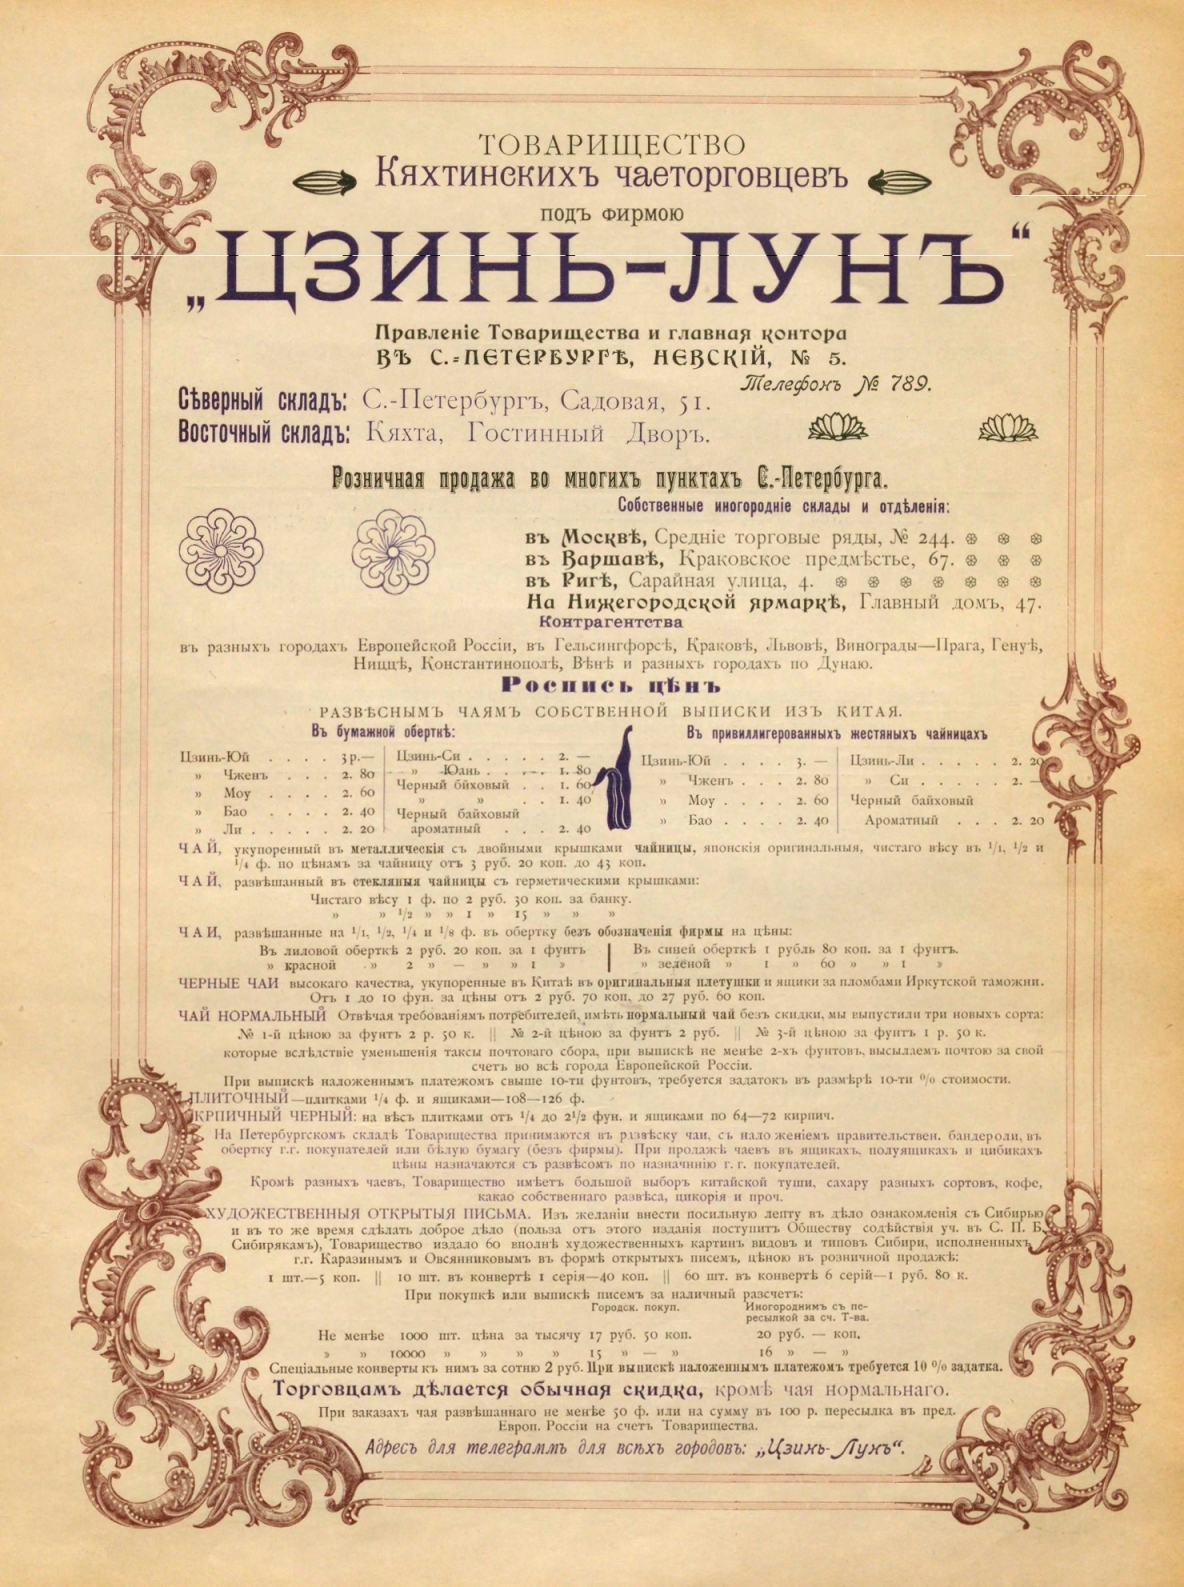 ТОВАРИЩЕСТВО
Кяхтинскихъ чаеторговцевъ
подъ фирмою
„ЦЗИНЬ-ЛУНЪ“
Правленіе Товарищества и главная контора
ВЪ С.-ПЕТЕРБУРГѢ, НЕВСКІЙ, № 5.
Телефонъ № 789.
Сѣверный складъ: С.-Петербургъ, Садовая, 51.
Восточный складъ: Кяхта, Гостинный Дворъ.
Розничная продажа во многихъ пунктахъ С.-Петербурга.
Собственные иногородніе склады и отдѣленія:
въ Москвѣ, Средніе торговые ряды, № 244.
въ Варшавѣ, Краковское предмѣстье, 67.
въ Ригѣ, Сарайная улица, 4.
На Нижегородской ярмаркѣ, Главный домъ, 47.
Контрагентства
въ разныхъ городахъ Европейской Россіи, въ Гельсингфорсѣ, Краковѣ, Львовѣ, Винограды—Прага, Генуѣ,
Ниццѣ, Константинополѣ, Вѣнѣ и разныхъ городахъ по Дунаю.
Роспись цѣнъ
РАЗВѢСНЫМЪ ЧАЯМЪ СОБСТВЕННОЙ ВЫПИСКИ ИЗЪ КИТАЯ.
Въ бумажной оберткѣ:
Цзинь-Юй . . . . 3 р.—
» Чженъ . . . 2. 80
» Моу . . . . 2. 60
» Бао . . . . 2. 40
» Ли . . . . . 2. 20
Цзинь-Си . . . . . 2. —
» Юань . . . . . 1. 80
Черный бйховый . . 1. 60
» » . . 1. 40
Черный байховый
ароматный . . . 2. 40
Въ привиллигерованныхъ жестяныхъ чайницахъ
Цзинь-Юй . . . . 3. —
» Чженъ . . . 2. 80
» Моу . . . . 2. 60
» Бао . . . . 2. 40
Цзинь-Ли . . . . . 2. 20
» Си . . . . . 2. —
Черный байховый
Ароматный . . . 2. 20
ЧАЙ, укупоренный въ металлическія съ двойными крышками чайницы, японскія оригинальныя, чистаго вѣсу въ 1/1, 1/2 и
1/4 ф. по цѣнамъ за чайницу отъ 3 руб. 20 коп. до 43 коп.
ЧАЙ, развѣшанный въ стекляныя чайницы съ герметическими крышками:
Чистаго вѣсу 1 ф. по 2 руб. 30 коп. за банку.
» » 1/2 » » 1 » 15 » » »
ЧАИ, развѣшанные на 1/1, 1/2, 1/4 и 1/8 ф. въ обертку безъ обозначенія фирмы на цѣны:
Въ лиловой оберткѣ 2 руб. 20 коп. за 1 фунтъ
» красной » 2 » — » » 1 »
Въ синей оберткѣ 1 рубль 80 коп. за 1 фунтъ.
» зеленой » 1 » 60 » » 1 »
ЧЕРНЫЕ ЧАИ высокаго качества, укупоренные въ Китаѣ въ оригинальныя плетушки и ящики за пломбами Иркутской таможни.
Отъ 1 до 10 фун. за цѣны отъ 2 руб. 70 коп. до 27 руб. 60 коп.
ЧАЙ НОРМАЛЬНЫЙ Отвѣчая требованіямъ потребителей, имѣть нормальный чай безъ скидки, мы выпустили три новыхъ сорта:
№ 1-й цѣною за фунтъ 2 р. 50 к. || № 2-й цѣною за фунтъ 2 руб. || № 3-й цѣною за фунтъ 1 р. 50 к.
которые вслѣдствіе уменьшенія таксы почтоваго сбора, при выпискѣ не менѣе 2-хъ фунтовъ, высылаемъ почтою за свой
счетъ во всѣ города Европейской Россіи.
При выпискѣ наложеннымъ платежомъ свыше 10-ти фунтовъ, требуется задатокъ въ размѣрѣ 10-ти % стоимости.
ПЛИТОЧНЫЙ—плитками 1/4 ф. и ящиками—108—126 ф.
КРПИЧНЫЙ ЧЕРНЫЙ: на вѣсъ плитками отъ 1/4 до 2 1/2 фун. и ящиками по 64—72 кирпич.
На Петербургскомъ складѣ Товарищества принимаются въ развѣску чаи, съ наложеніемъ правительствен. бандероли, въ
обертку г.г. покупателей или бѣлую бумагу (безъ фирмы). При продажѣ чаевъ въ ящикахъ, полуящикахъ и цибикахъ
цѣны назначаются съ развѣсомъ по назначннію г. г. покупателей.
Кромѣ разныхъ чаевъ, Товарищество имѣетъ большой выборъ китайской туши, сахару разныхъ сортовъ, кофе,
какао собственнаго развѣса, цикорія и проч.
ХУДОЖЕСТВЕННЫЯ ОТКРЫТЫЯ ПИСЬМА. Изъ желаніи внести посильную лепту въ дѣло ознакомленія съ Сибирью
и въ то же время сдѣлать доброе дѣло (польза отъ этого изданія поступитъ Обществу содѣйствія уч. въ С. П. Б.
Сибирякамъ), Товарищество издало 60 вполнѣ художественныхъ картинъ видовъ и типовъ Сибири, исполненныхъ
г.г. Каразинымъ и Овсянниковымъ въ формѣ открытыхъ писемъ, цѣною въ розничной продажѣ:
1 шт.—5 коп. || 10 шт. въ конвертѣ 1 серія—40 коп. || 60 шт. въ конвертѣ 6 серій—1 руб. 80 к.
При покупкѣ или выпискѣ писемъ за наличный разсчетъ:
Городск. покуп. Иногороднимъ съ пе-
ресылкой за сч. Т-ва.
Не менѣе 1000 шт. цѣна за тысячу 17 руб. 50 коп. 20 руб. — коп.
» » 10000 » » » » 15 » — » 16 » — »
Спеціальные конверты къ нимъ за сотню 2 руб. При выпискѣ наложеннымъ платежомъ требуется 10 % задатка.
Торговцамъ дѣлается обычная скидка, кромѣ чая нормальнаго.
При заказахъ чая развѣшаннаго не менѣе 50 ф. или на сумму въ 100 р. пересылка въ пред.
Европ. Россіи на счетъ Товарищества.
Адресъ для телеграммъ для всѣхъ городовъ: „Цзинь-Лунъ“.